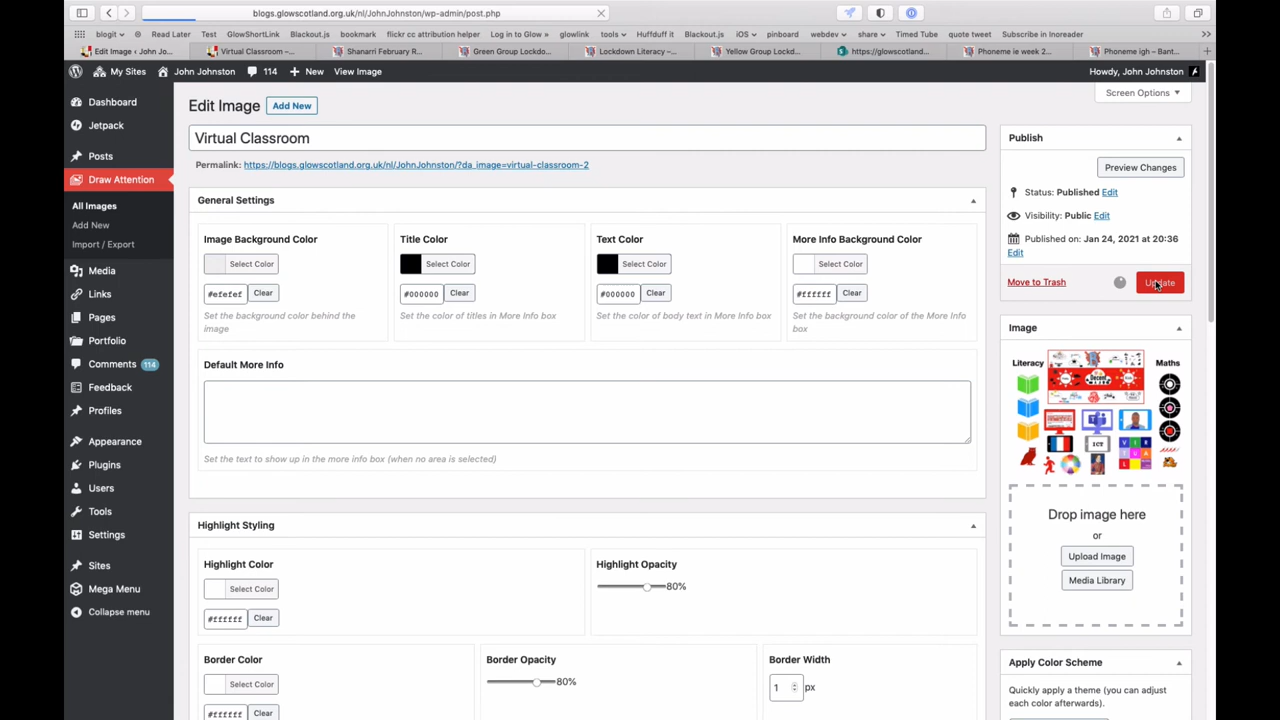 blogs.glowscotland.org.uk/nl/JohnJohnston/wp-admin/post.php
blogit Read Later Test GlowShortLink Blackout.js bookmark flickr cc attribution helper Log in to Glow » glowlink tools Huffduff it Blackout.js iOS pinboard webdev share Timed Tube quote tweet Subscribe in Inoreader
Edit Image ‹ John Jo... Virtual Classroom –... Shanarri February R... Green Group Lockdo... Lockdown Literacy –... Yellow Group Lockd... https://glowscotland... Phoneme ie week 2... Phoneme igh – Bant...
My Sites John Johnston 114 New View Image Howdy, John Johnston
Screen Options
Dashboard
Jetpack
Posts
Draw Attention
All Images
Add New
Import / Export
Media
Links
Pages
Portfolio
Comments 114
Feedback
Profiles
Appearance
Plugins
Users
Tools
Settings
Sites
Mega Menu
Collapse menu
Edit Image Add New
Virtual Classroom
Permalink: https://blogs.glowscotland.org.uk/nl/JohnJohnston/?da_image=virtual-classroom-2
General Settings
Image Background Color
Select Color
#efefef Clear
Set the background color behind the
image
Title Color
Select Color
#000000 Clear
Set the color of titles in More Info box
Text Color
Select Color
#000000 Clear
Set the color of body text in More Info box
More Info Background Color
Select Color
#ffffff Clear
Set the background color of the More Info
box
Default More Info
Set the text to show up in the more info box (when no area is selected)
Highlight Styling
Highlight Color
Select Color
#ffffff Clear
Highlight Opacity
80%
Border Color
Select Color
#ffffff Clear
Border Opacity
80%
Border Width
1 px
Publish
Preview Changes
Status: Published Edit
Visibility: Public Edit
Published on: Jan 24, 2021 at 20:36
Edit
Move to Trash Update
Image
Literacy Maths
ICT
Drop image here
or
Upload Image
Media Library
Apply Color Scheme
Quickly apply a theme (you can adjust
each color afterwards).